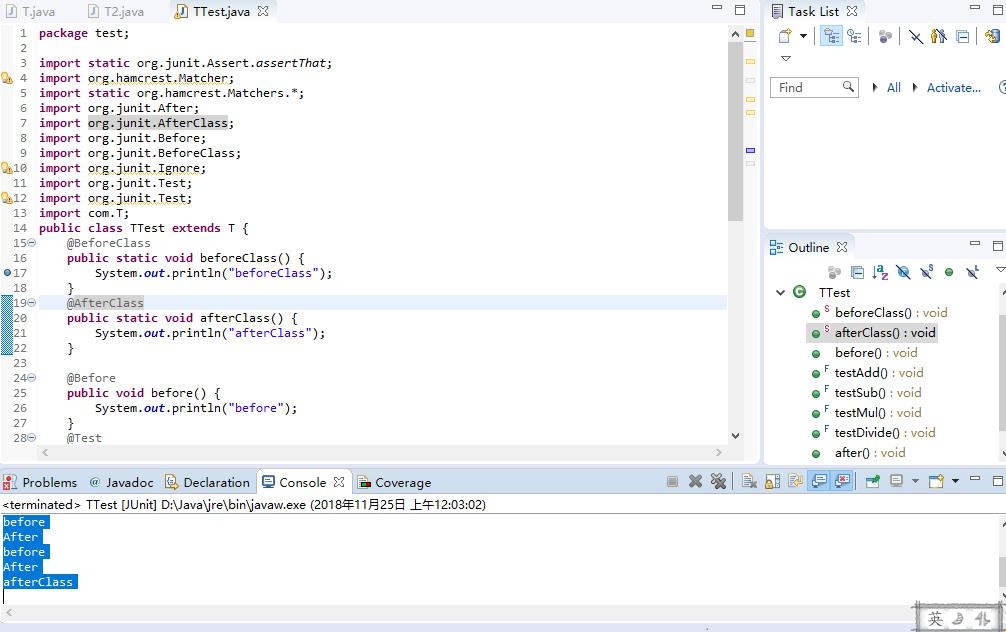 T.java T2.java TTest.java
1 package test;
2
3 import static org.junit.Assert.assertThat;
4 import org.hamcrest.Matcher;
5 import static org.hamcrest.Matchers.*;
6 import org.junit.After;
7 import org.junit.AfterClass;
8 import org.junit.Before;
9 import org.junit.BeforeClass;
10 import org.junit.Ignore;
11 import org.junit.Test;
12 import org.junit.Test;
13 import com.T;
14 public class TTest extends T {
15 @BeforeClass
16 public static void beforeClass() {
17 System.out.println("beforeClass");
18 }
19 @AfterClass
20 public static void afterClass() {
21 System.out.println("afterClass");
22 }
23
24 @Before
25 public void before() {
26 System.out.println("before");
27 }
28 @Test
Task List
Find All Activate...
Outline
TTest
S beforeClass() : void
S afterClass() : void
before() : void
F testAdd() : void
F testSub() : void
F testMul() : void
F testDivide() : void
after() : void
Problems @ Javadoc Declaration Console Coverage
<terminated> TTest [JUnit] D:\Java\jre\bin\javaw.exe (2018年11月25日 上午12:03:02)
before
After
before
After
afterClass
英